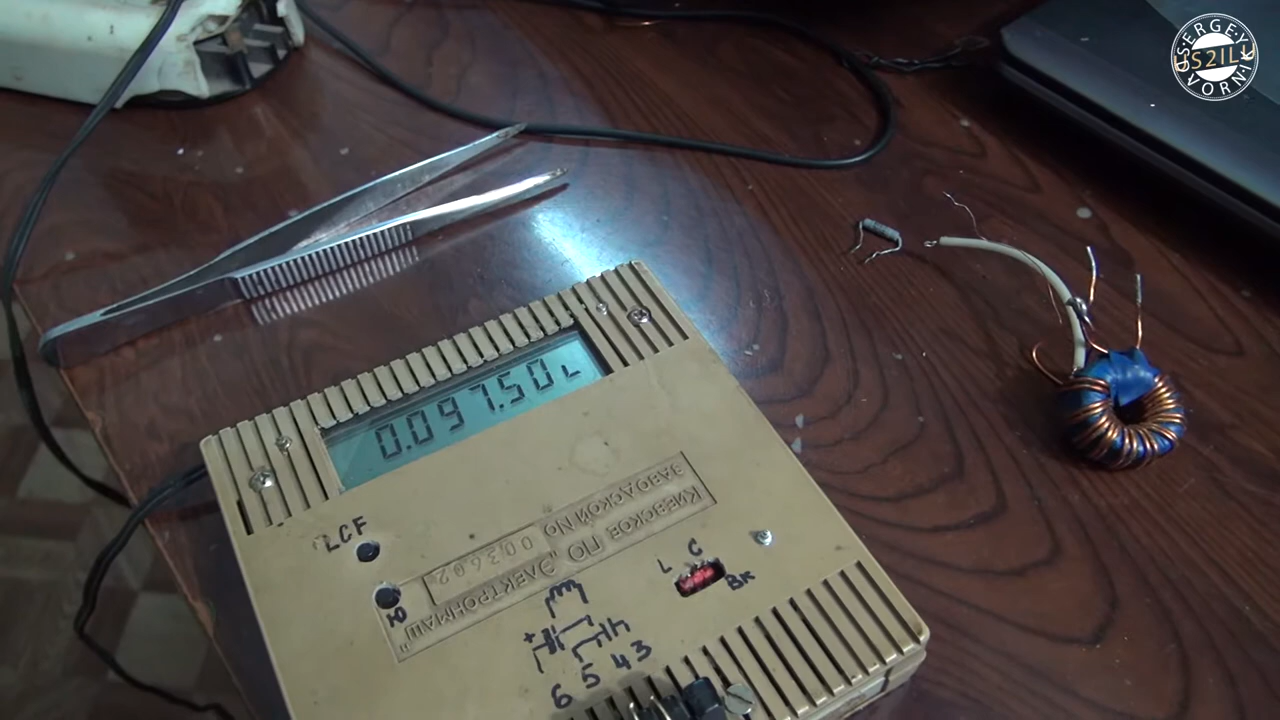 SERGEY
US2IL
VORNIK
0.097.50L
LCF
Ю
КИЕВСКОЕ ПО „ЭЛЕКТРОНМАШ"
ЗАВОДСКОЙ № 003602
L C
ВК
+
6 5 4 3